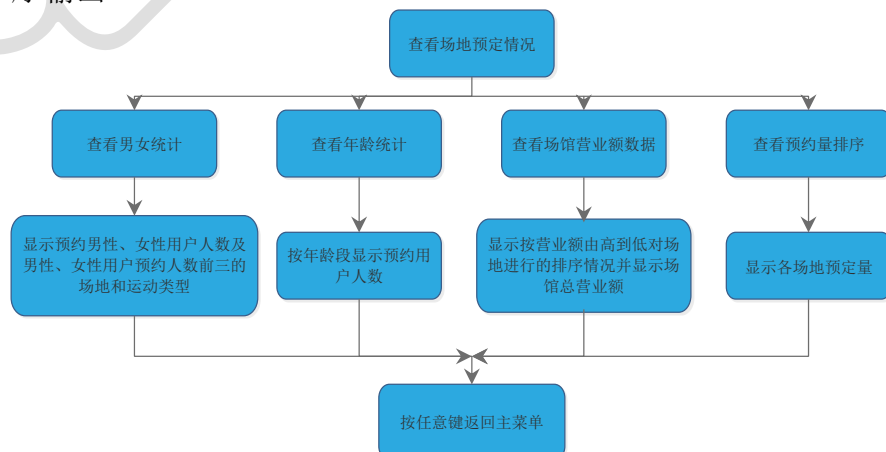 查看场地预定情况
查看男女统计
查看年龄统计
查看场馆营业额数据
查看预约量排序
显示预约男性、女性用户人数及
男性、女性用户预约人数前三的
场地和运动类型
按年龄段显示预约用
户人数
显示按营业额由高到低对场
地进行的排序情况并显示场
馆总营业额
显示各场地预定量
按任意键返回主菜单